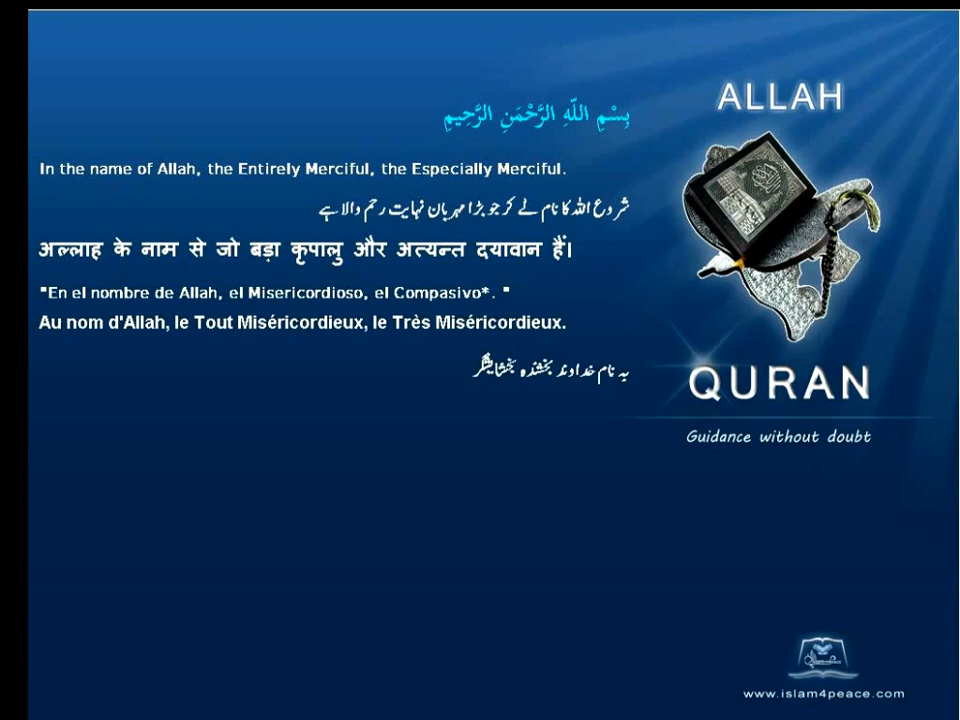 بِسْمِ اللّهِ الرَّحْمَنِ الرَّحِيمِ
In the name of Allah, the Entirely Merciful, the Especially Merciful.
شروع الله کا نام لے کر جو بڑا مہربان نہایت رحم والا ہے
अल्लाह के नाम से जो बड़ा कृपालु और अत्यन्त दयावान हैं।
"En el nombre de Allah, el Misericordioso, el Compasivo*. "
Au nom d'Allah, le Tout Miséricordieux, le Très Miséricordieux.
به نام خداوند بخشنده بخشایشگر
ALLAH
QURAN
Guidance without doubt
www.islam4peace.com